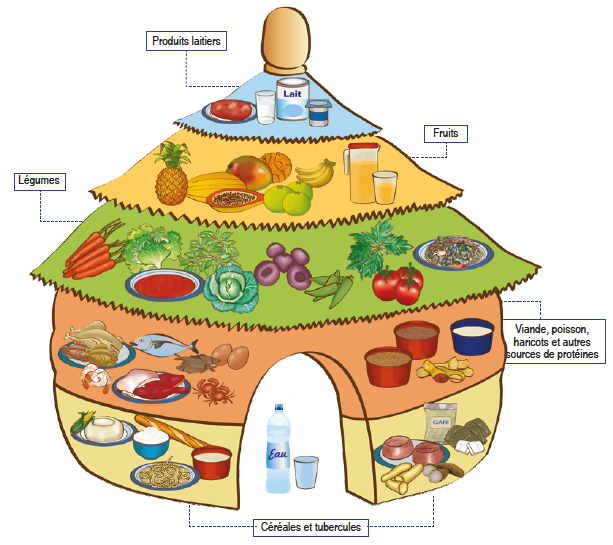 Produits laitiers
Lait
Fruits
Légumes
Viande, poisson,
haricots et autres
sources de protéines
GARI
Eau
Céréales et tubercules